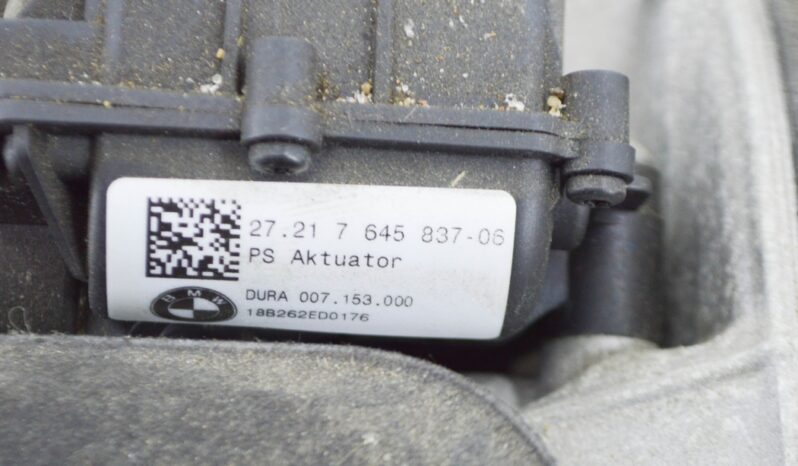 27.21 7 645 837-06
PS Aktuator
BMW
DURA 007.153.000
18B262ED0176